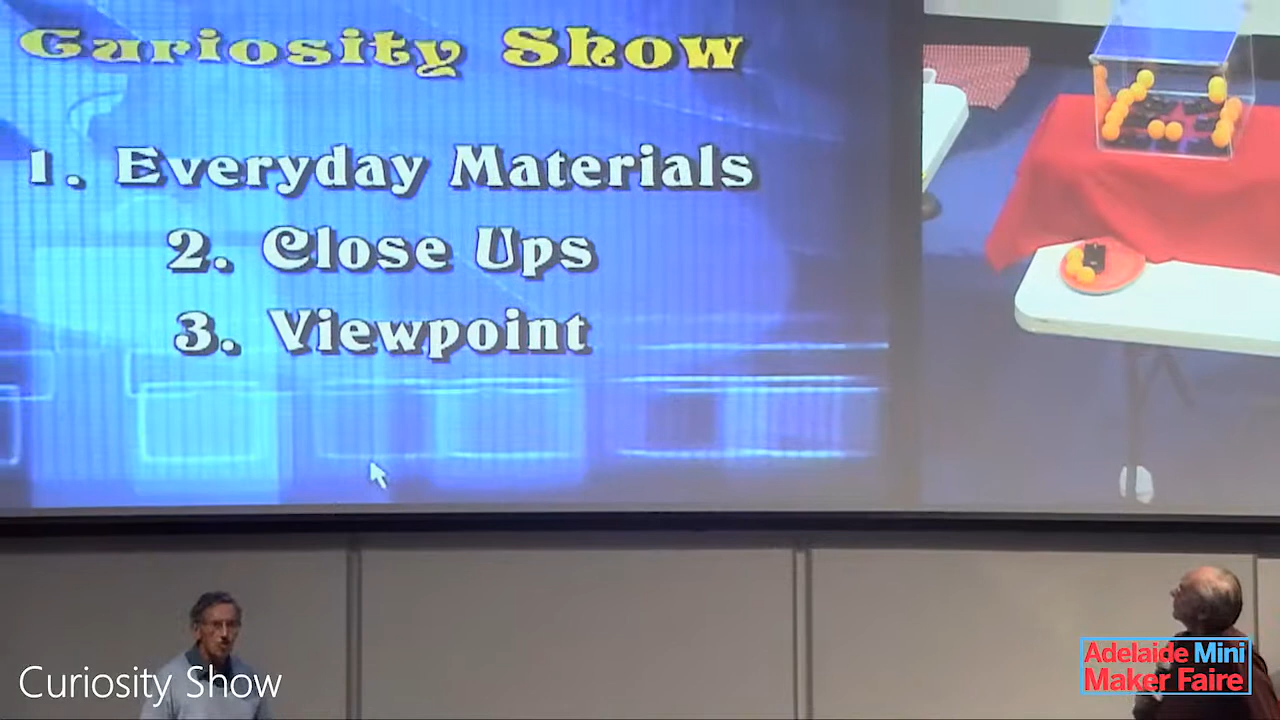 Curiosity Show
1. Everyday Materials
2. Close Ups
3. Viewpoint
Curiosity Show
Adelaide Mini
Maker Faire